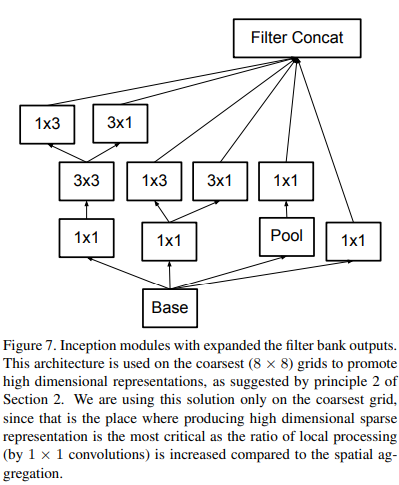 Filter Concat
1x3 3x1
3x3 1x3 3x1 1x1
1x1 1x1 Pool 1x1
Base
Figure 7. Inception modules with expanded the filter bank outputs.
This architecture is used on the coarsest (8 × 8) grids to promote
high dimensional representations, as suggested by principle 2 of
Section 2. We are using this solution only on the coarsest grid,
since that is the place where producing high dimensional sparse
representation is the most critical as the ratio of local processing
(by 1 × 1 convolutions) is increased compared to the spatial ag-
gregation.